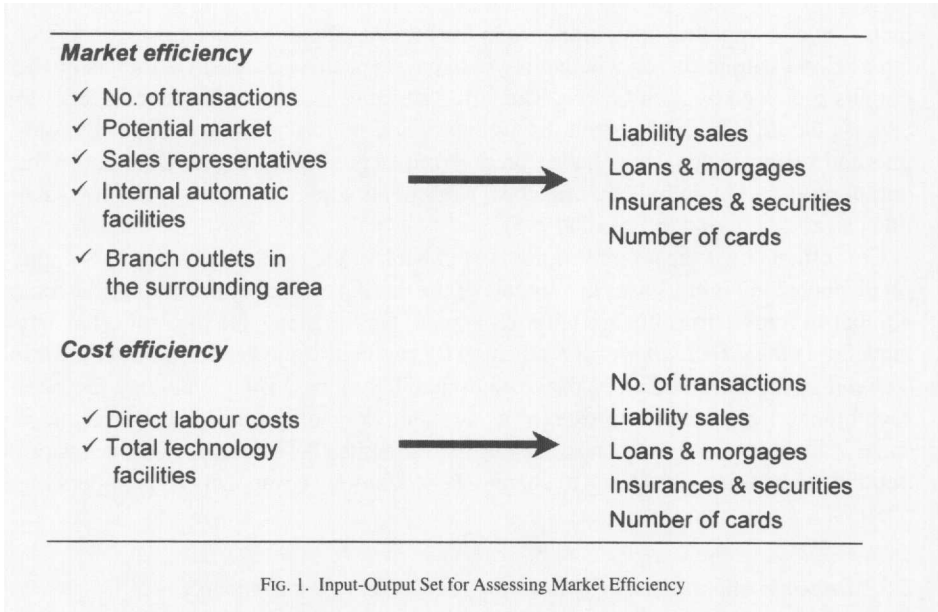 Market efficiency
✓ No. of transactions
✓ Potential market
✓ Sales representatives
✓ Internal automatic
facilities
✓ Branch outlets in
the surrounding area
Liability sales
Loans & morgages
Insurances & securities
Number of cards
Cost efficiency
✓ Direct labour costs
✓ Total technology
facilities
No. of transactions
Liability sales
Loans & morgages
Insurances & securities
Number of cards
FIG. 1. Input-Output Set for Assessing Market Efficiency